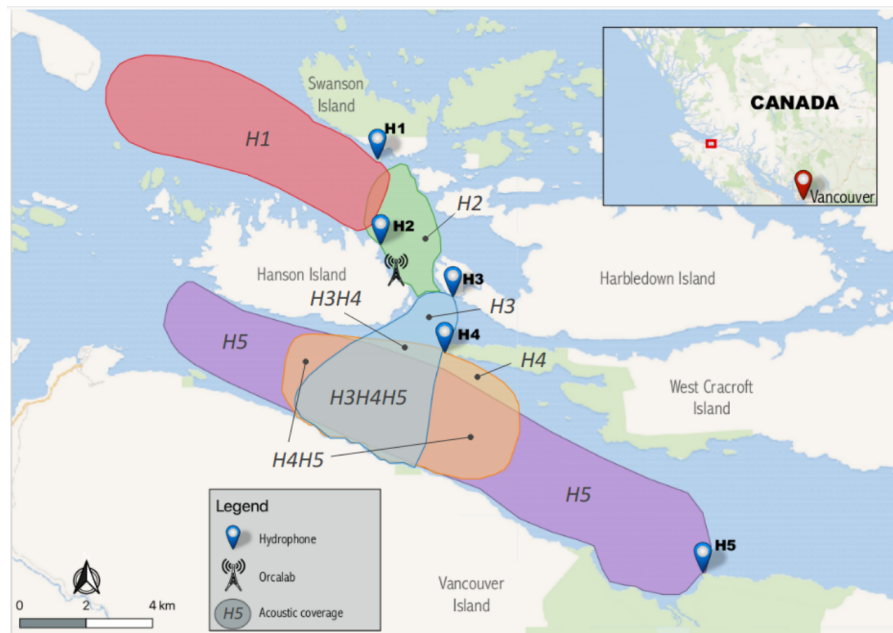 Swanson
Island
CANADA
Vancouver
H1
H1
H2
H2
H3
Hanson Island
Harbledown Island
H3H4
H3
H5
H4
H4
H3H4H5
West Cracroft
Island
H4H5
H5
H5
Vancouver
Island
Legend
Hydrophone
Orcalab
H5 Acoustic coverage
0 2 4 km